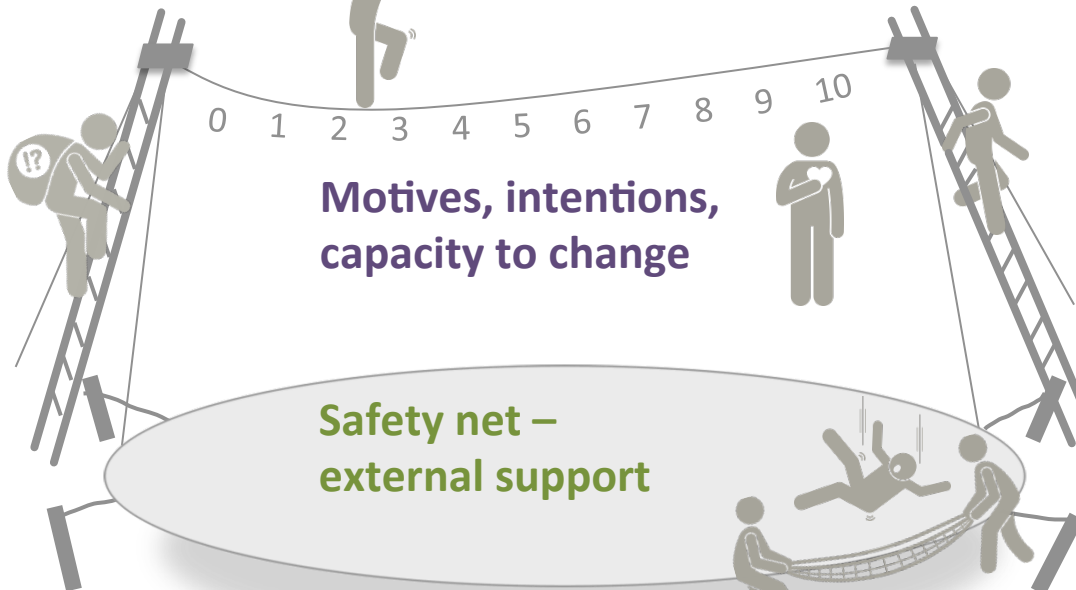 0 1 2 3 4 5 6 7 8 9 10
!?
Motives, intentions,
capacity to change
Safety net –
external support